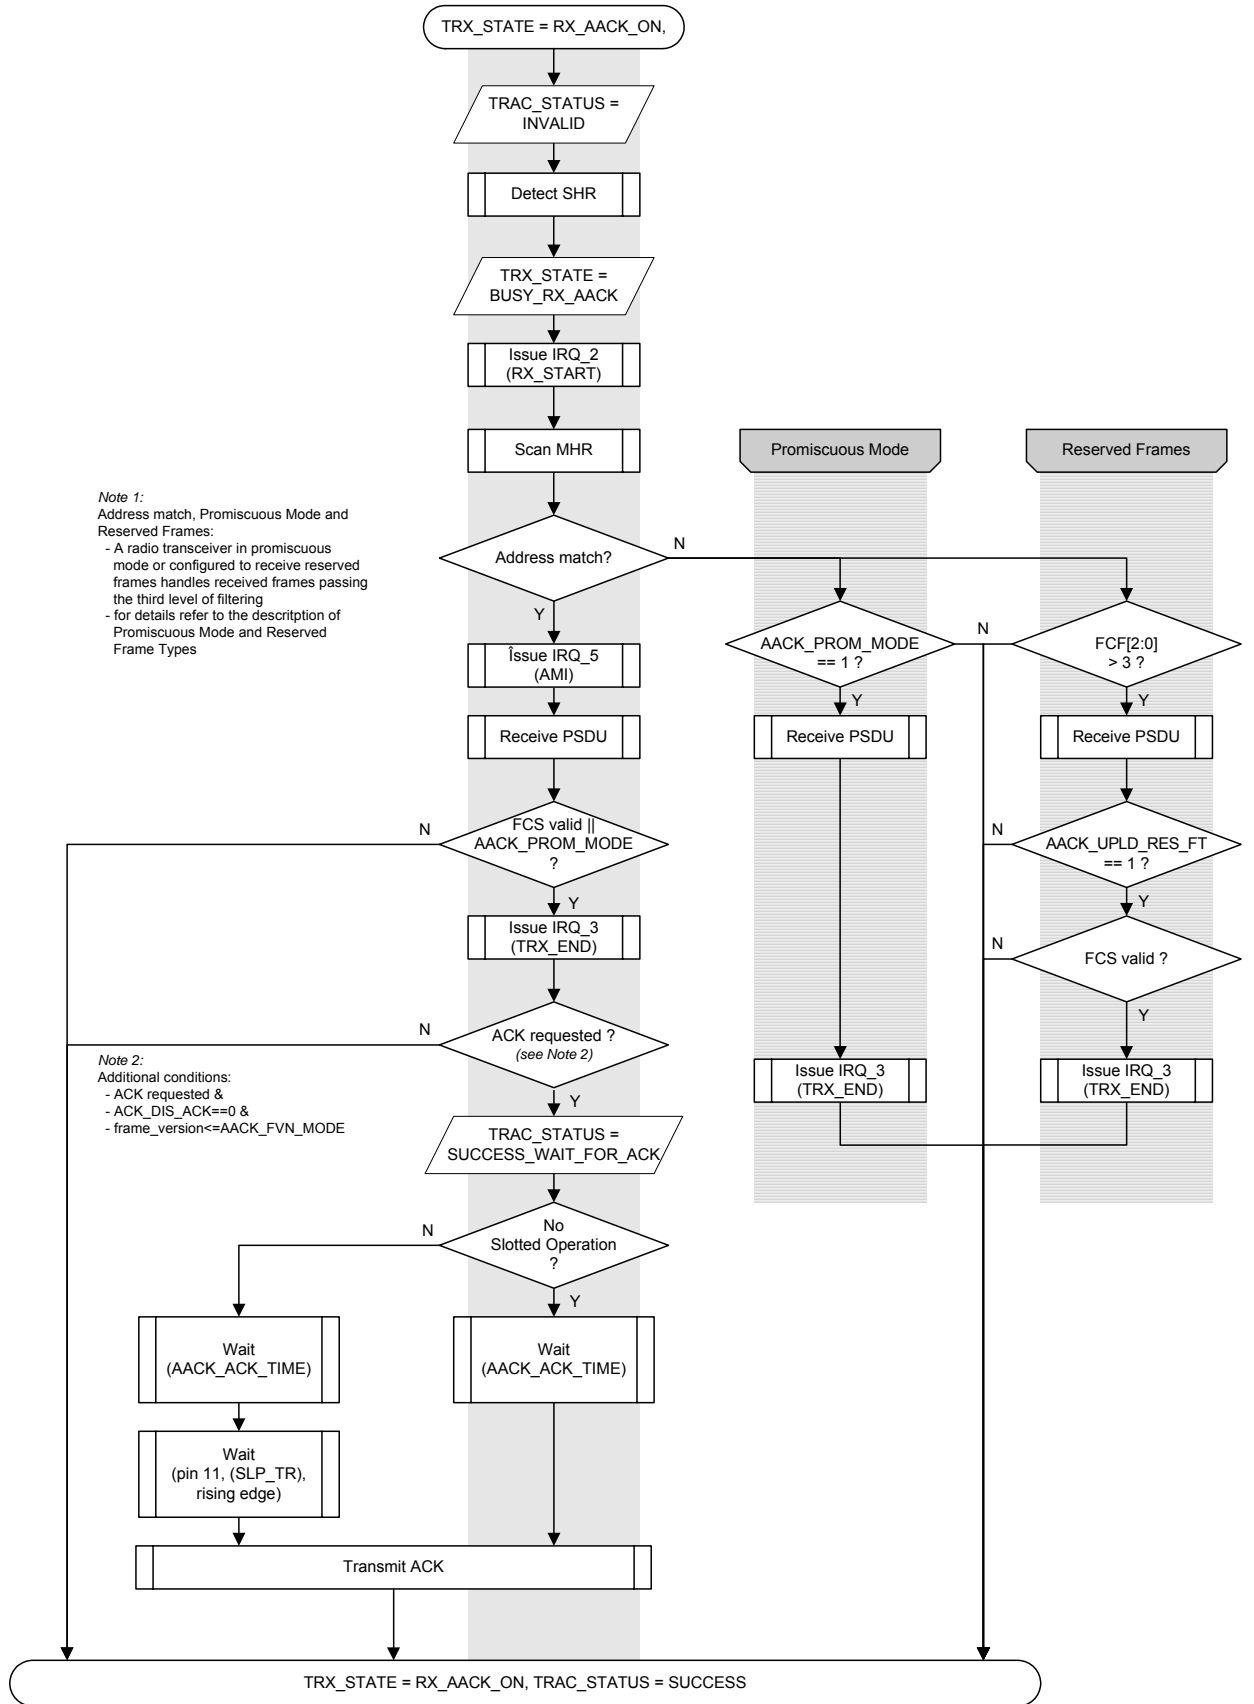 TRX_STATE = RX_AACK_ON,
TRAC_STATUS =
INVALID
Detect SHR
TRX_STATE =
BUSY_RX_AACK
Issue IRQ_2
(RX_START)
Scan MHR
Promiscuous Mode
Reserved Frames
Note 1:
Address match, Promiscuous Mode and
Reserved Frames:
- A radio transceiver in promiscuous
mode or configured to receive reserved
frames handles received frames passing
the third level of filtering
- for details refer to the descritption of
Promiscuous Mode and Reserved
Frame Types
Address match?
N
Y
Îssue IRQ_5
(AMI)
AACK_PROM_MODE
== 1 ?
N
FCF[2:0]
> 3 ?
Y
Y
Receive PSDU
Receive PSDU
Receive PSDU
N
FCS valid ||
AACK_PROM_MODE
?
N
AACK_UPLD_RES_FT
== 1 ?
Y
Y
Issue IRQ_3
(TRX_END)
N
FCS valid ?
Y
N
ACK requested ?
(see Note 2)
Issue IRQ_3
(TRX_END)
Issue IRQ_3
(TRX_END)
Note 2:
Additional conditions:
- ACK requested &
- ACK_DIS_ACK==0 &
- frame_version<=AACK_FVN_MODE
Y
TRAC_STATUS =
SUCCESS_WAIT_FOR_ACK
N
No
Slotted Operation
?
Y
Wait
(AACK_ACK_TIME)
Wait
(AACK_ACK_TIME)
Wait
(pin 11, (SLP_TR),
rising edge)
Transmit ACK
TRX_STATE = RX_AACK_ON, TRAC_STATUS = SUCCESS